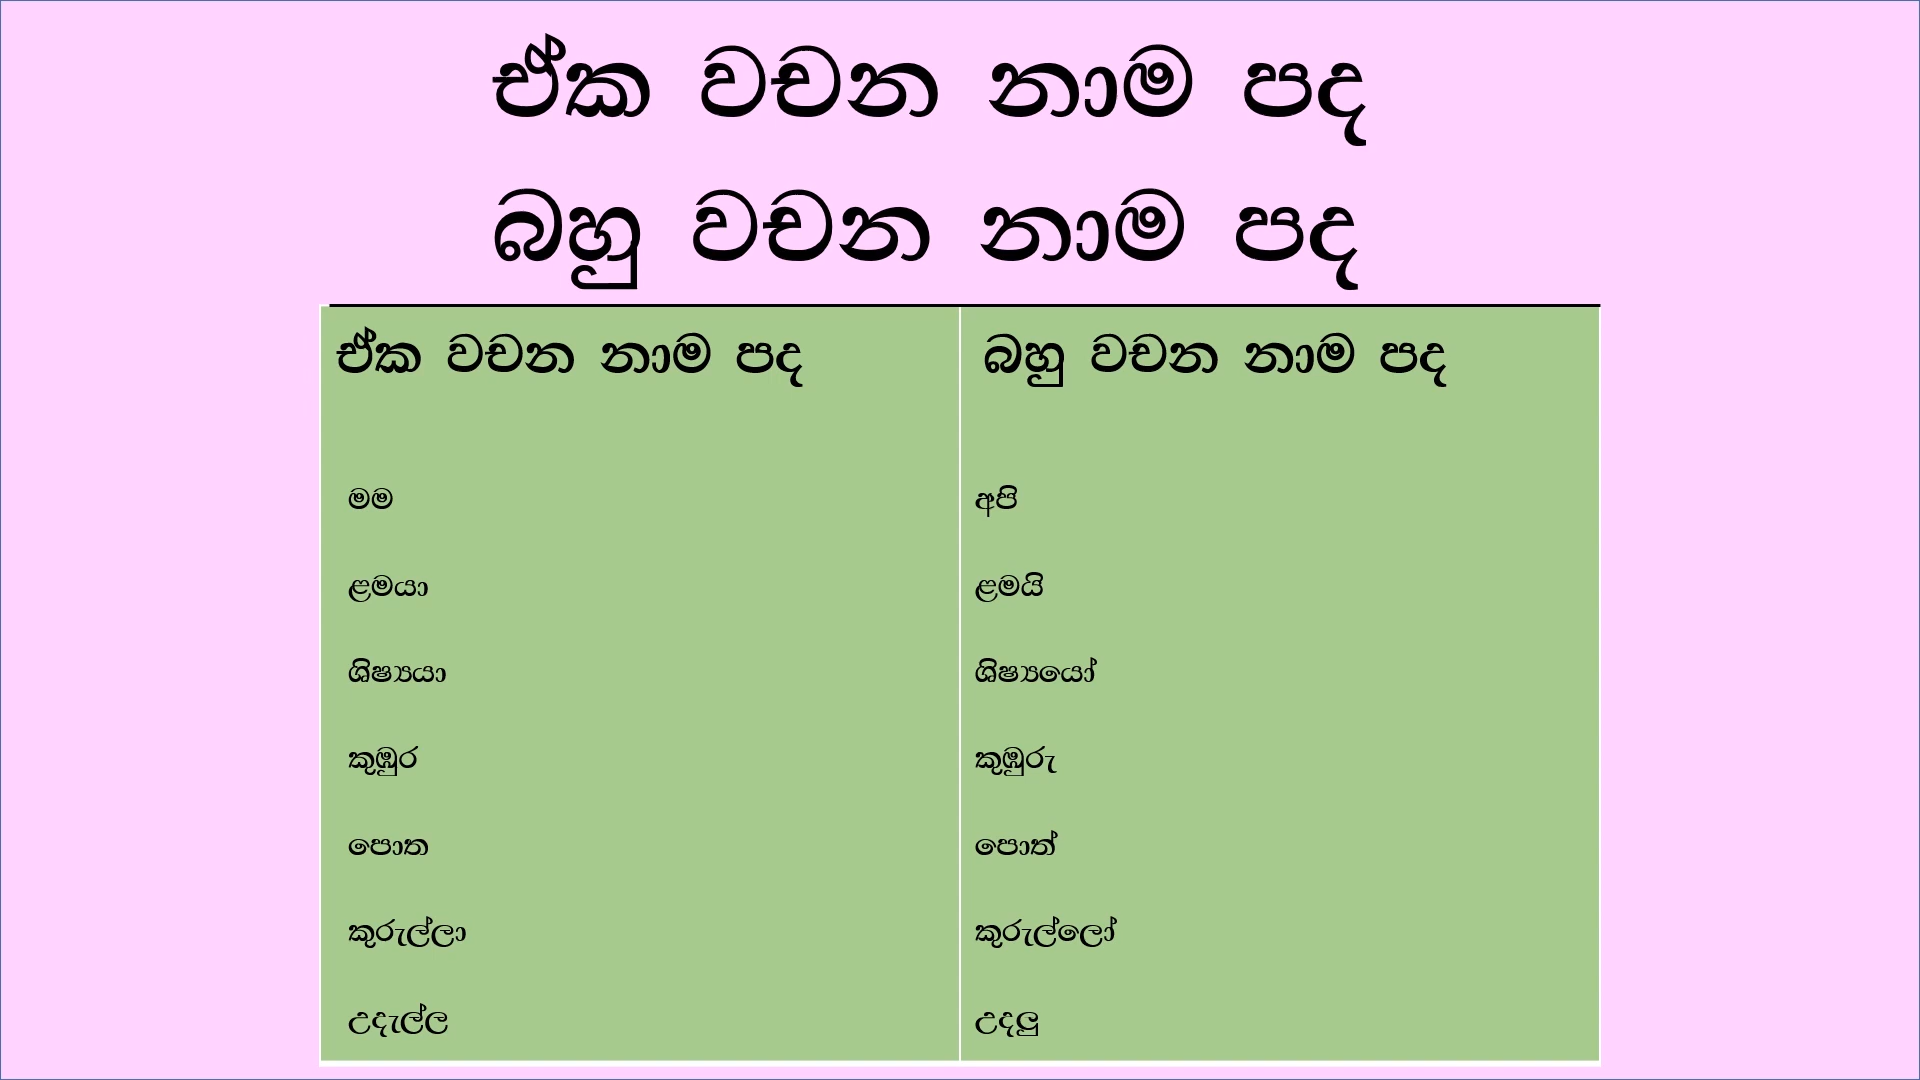 ඒක වචන නාම පද
බහු වචන නාම පද
ඒක වචන නාම පද බහු වචන නාම පද
මම අපි
ළමයා ළමයි
ශිෂ්‍යයා ශිෂ්‍යයෝ
කුඹුර කුඹුරු
පොත පොත්
කුරුල්ලා කුරුල්ලෝ
උදැල්ල උදලු